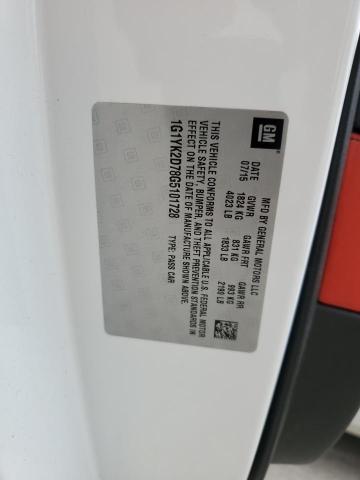 GM
MFD BY GENERAL MOTORS LLC
DATE GVWR GAWR FRT GAWR RR
07/15 1824 KG 831 KG 993 KG
4023 LB 1833 LB 2190 LB
THIS VEHICLE CONFORMS TO ALL APPLICABLE U.S. FEDERAL MOTOR
VEHICLE SAFETY, BUMPER, AND THEFT PREVENTION STANDARDS IN
EFFECT ON THE DATE OF MANUFACTURE SHOWN ABOVE.
1G1YK2D78G5101728 TYPE: PASS CAR